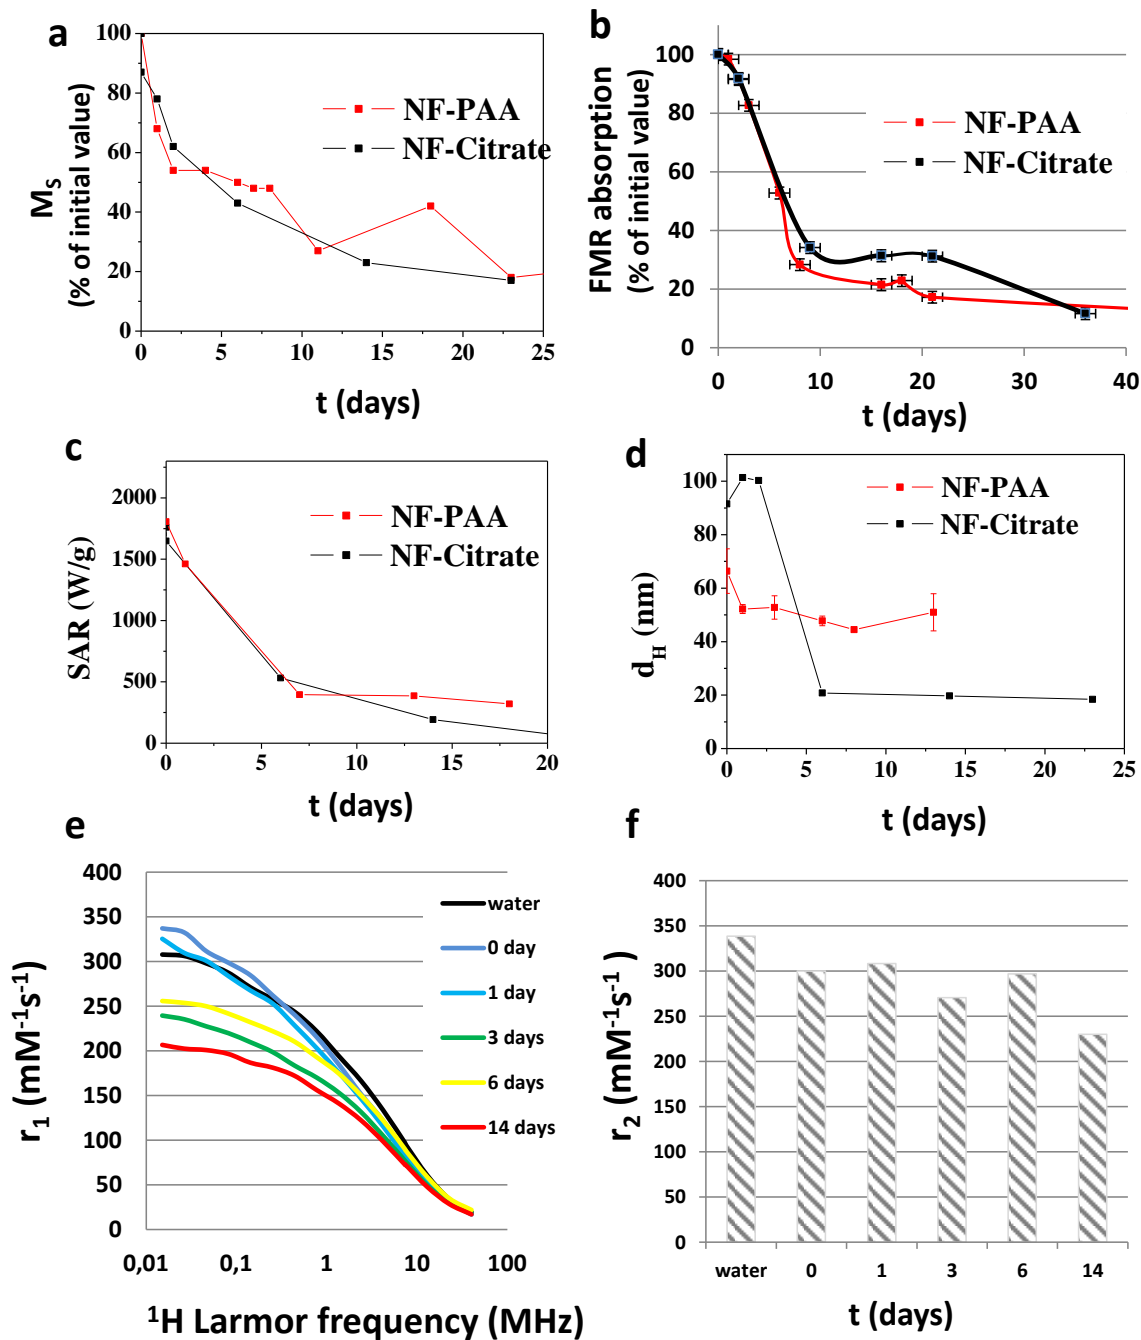 a
100
80
60
40
20
0
M_S
(% of initial value)
NF-PAA
NF-Citrate
0 5 10 15 20 25
t (days)
b
100
80
60
40
20
0
FMR absorption
(% of initial value)
NF-PAA
NF-Citrate
0 10 20 30 40
t (days)
c
2000
1500
1000
500
0
SAR (W/g)
NF-PAA
NF-Citrate
0 5 10 15 20
t (days)
d
100
80
60
40
20
0
d_H (nm)
NF-PAA
NF-Citrate
0 5 10 15 20 25
t (days)
e
400
350
300
250
200
150
100
50
0
r₁ (mM⁻¹s⁻¹)
water
0 day
1 day
3 days
6 days
14 days
0,01 0,1 1 10 100
¹H Larmor frequency (MHz)
f
400
350
300
250
200
150
100
50
0
r₂ (mM⁻¹s⁻¹)
water 0 1 3 6 14
t (days)